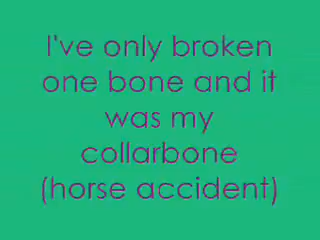 I've only broken
one bone and it
was my
collarbone
(horse accident)